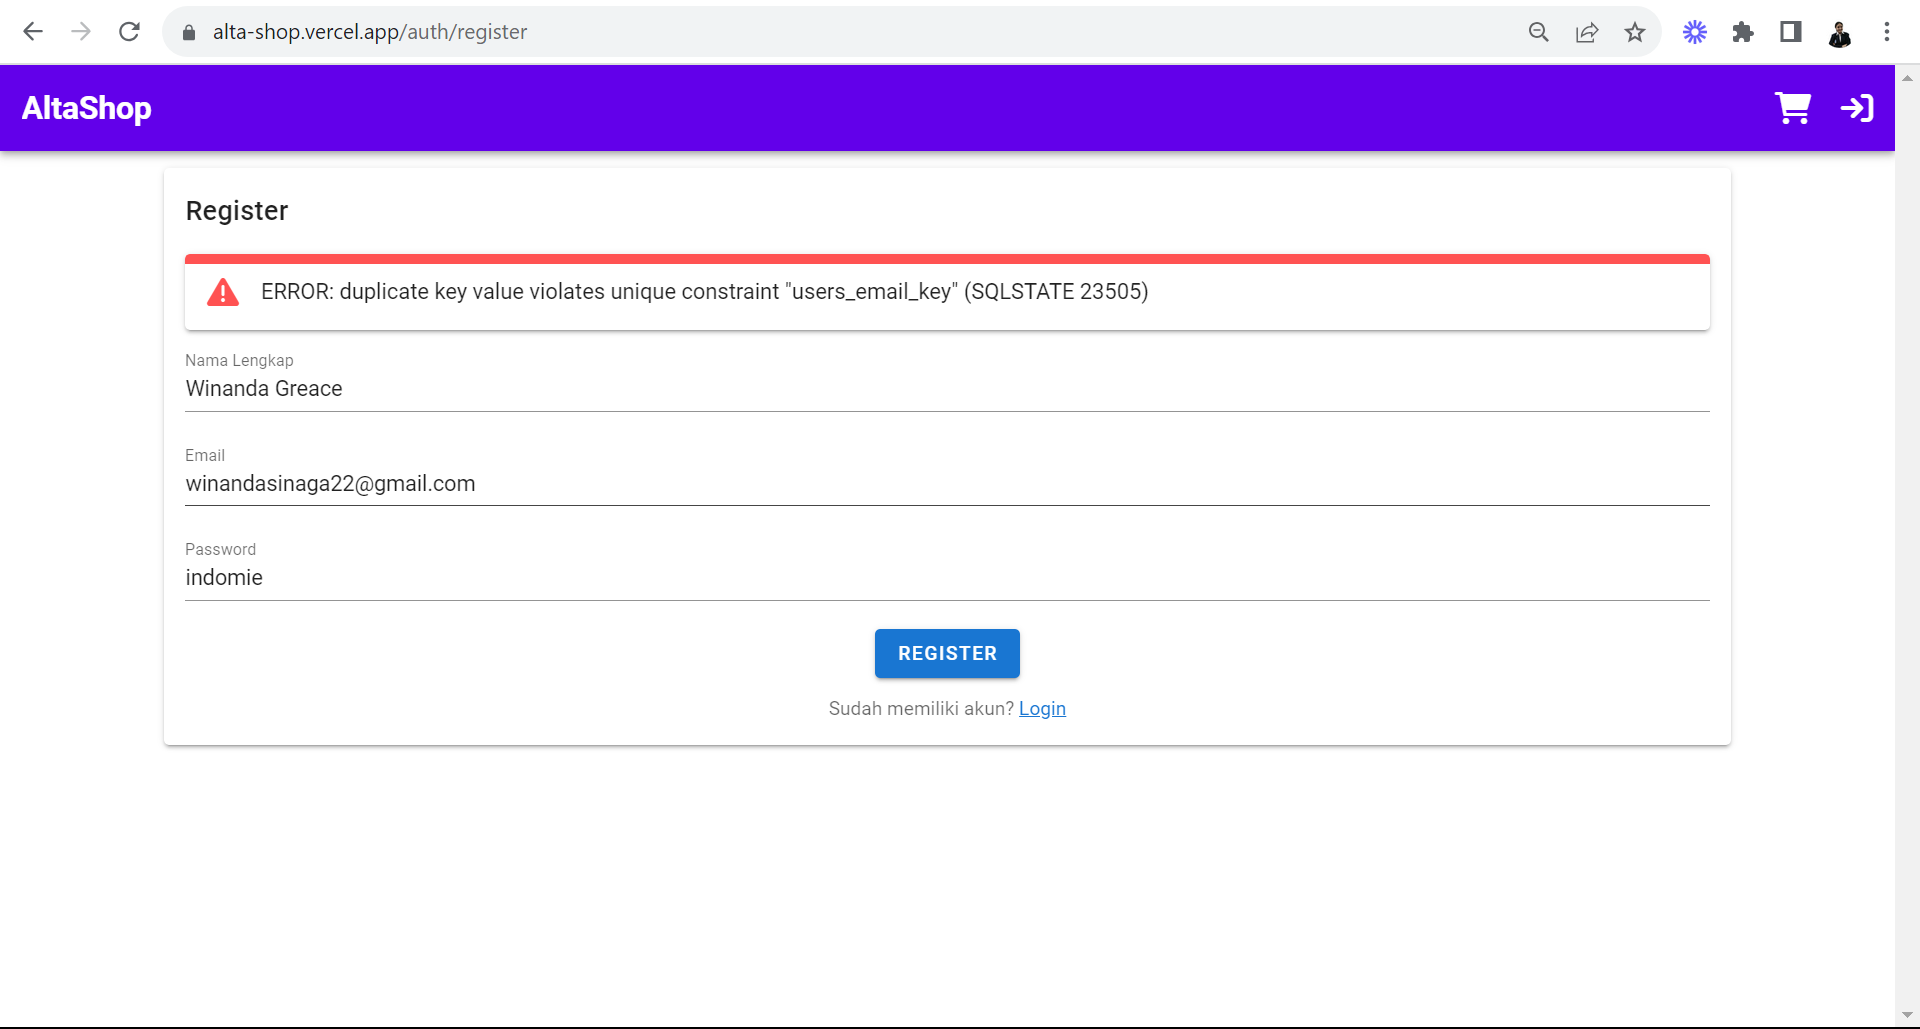 alta-shop.vercel.app/auth/register
AltaShop
Register
ERROR: duplicate key value violates unique constraint "users_email_key" (SQLSTATE 23505)
Nama Lengkap
Winanda Greace
Email
winandasinaga22@gmail.com
Password
indomie
REGISTER
Sudah memiliki akun? Login